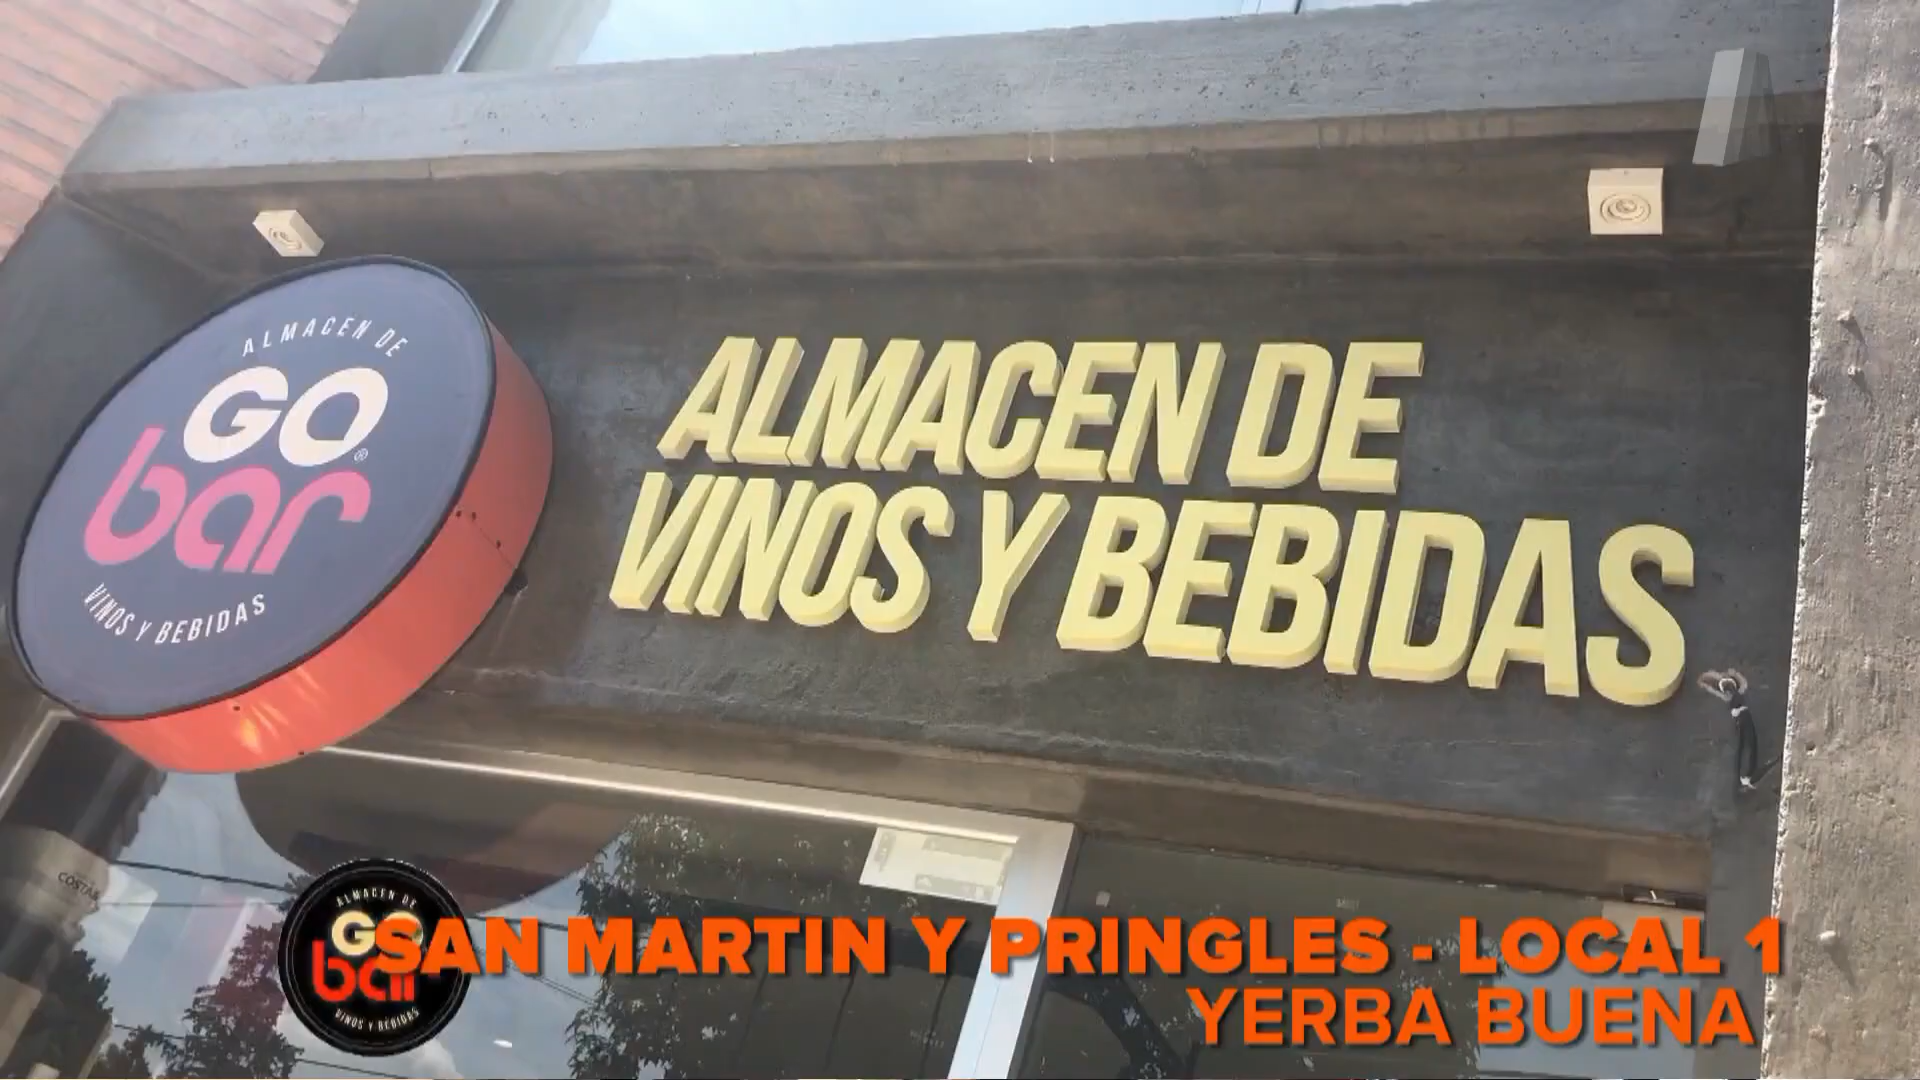 ALMACEN DE
GO
bar®
VINOS Y BEBIDAS
ALMACEN DE
VINOS Y BEBIDAS
ALMACEN DE
GO
bar
VINOS Y BEBIDAS
SAN MARTIN Y PRINGLES - LOCAL 1
YERBA BUENA